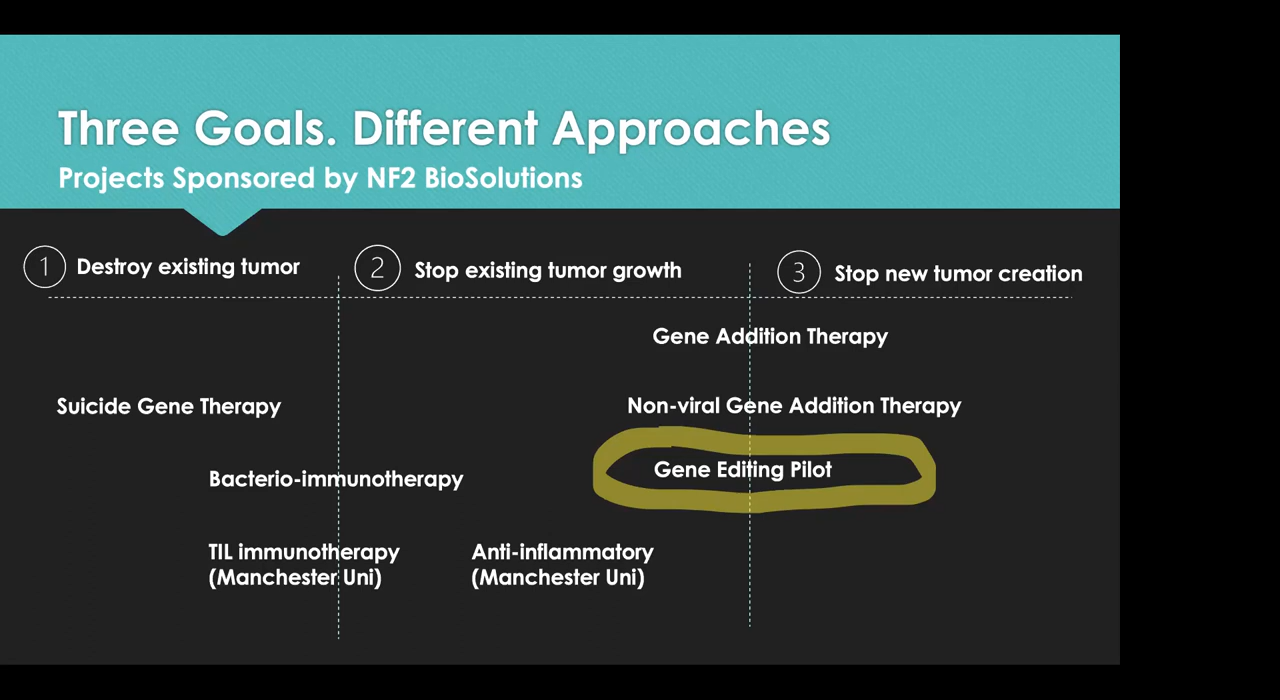 Three Goals. Different Approaches
Projects Sponsored by NF2 BioSolutions
1 Destroy existing tumor
2 Stop existing tumor growth
3 Stop new tumor creation
Gene Addition Therapy
Suicide Gene Therapy
Non-viral Gene Addition Therapy
Gene Editing Pilot
Bacterio-immunotherapy
TIL immunotherapy
(Manchester Uni)
Anti-inflammatory
(Manchester Uni)